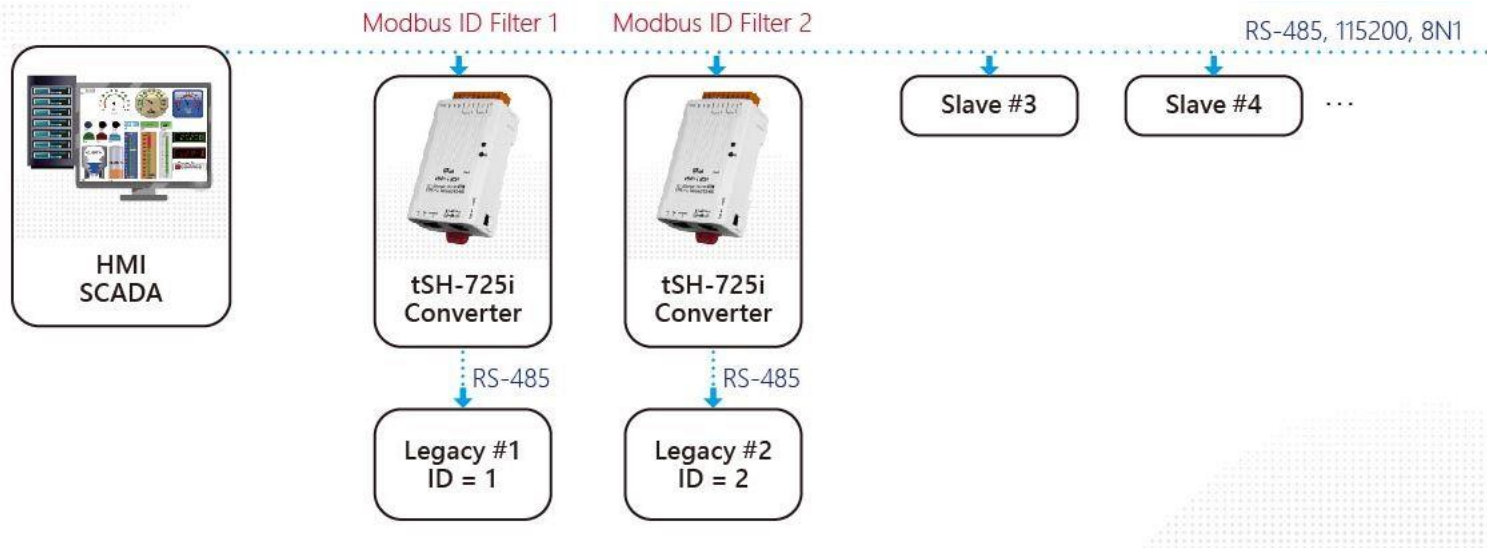 Modbus ID Filter 1
Modbus ID Filter 2
RS-485, 115200, 8N1
HMI
SCADA
tSH-725i
Converter
tSH-725i
Converter
Slave #3
Slave #4
...
RS-485
RS-485
Legacy #1
ID = 1
Legacy #2
ID = 2